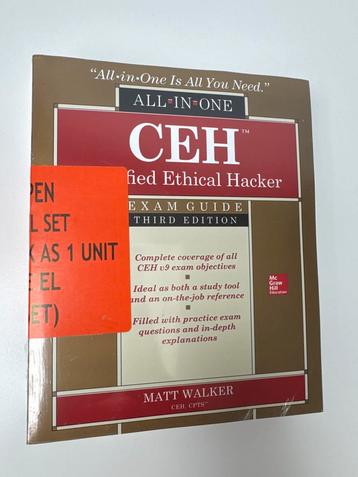 "All-in-One Is All You Need."
ALL-IN-ONE
CEH™
fied Ethical Hacker
EXAM GUIDE
THIRD EDITION
PEN
L SET
AS 1 UNIT
EL
ET)
Complete coverage of all
CEH v9 exam objectives
Ideal as both a study tool
and an on-the-job reference
Filled with practice exam
questions and in-depth
explanations
Mc
Graw
Hill
Education
MATT WALKER
CEH, CPTS™